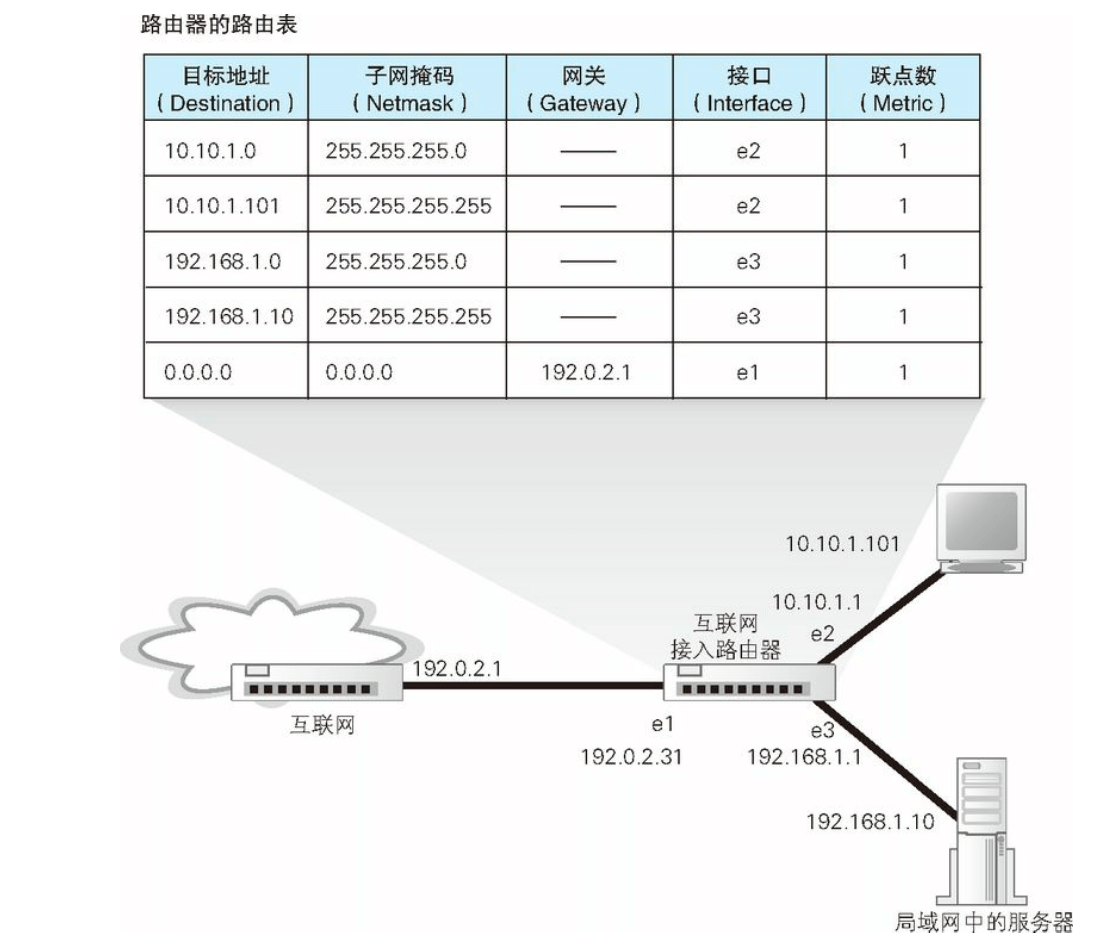 路由器的路由表
目标地址 子网掩码 网关 接口 跃点数
(Destination) (Netmask) (Gateway) (Interface) (Metric)
10.10.1.0 255.255.255.0 —— e2 1
10.10.1.101 255.255.255.255 —— e2 1
192.168.1.0 255.255.255.0 —— e3 1
192.168.1.10 255.255.255.255 —— e3 1
0.0.0.0 0.0.0.0 192.0.2.1 e1 1
10.10.1.101
10.10.1.1
e2
互联网
接入路由器
192.0.2.1
互联网
e1
192.0.2.31
e3
192.168.1.1
192.168.1.10
局域网中的服务器